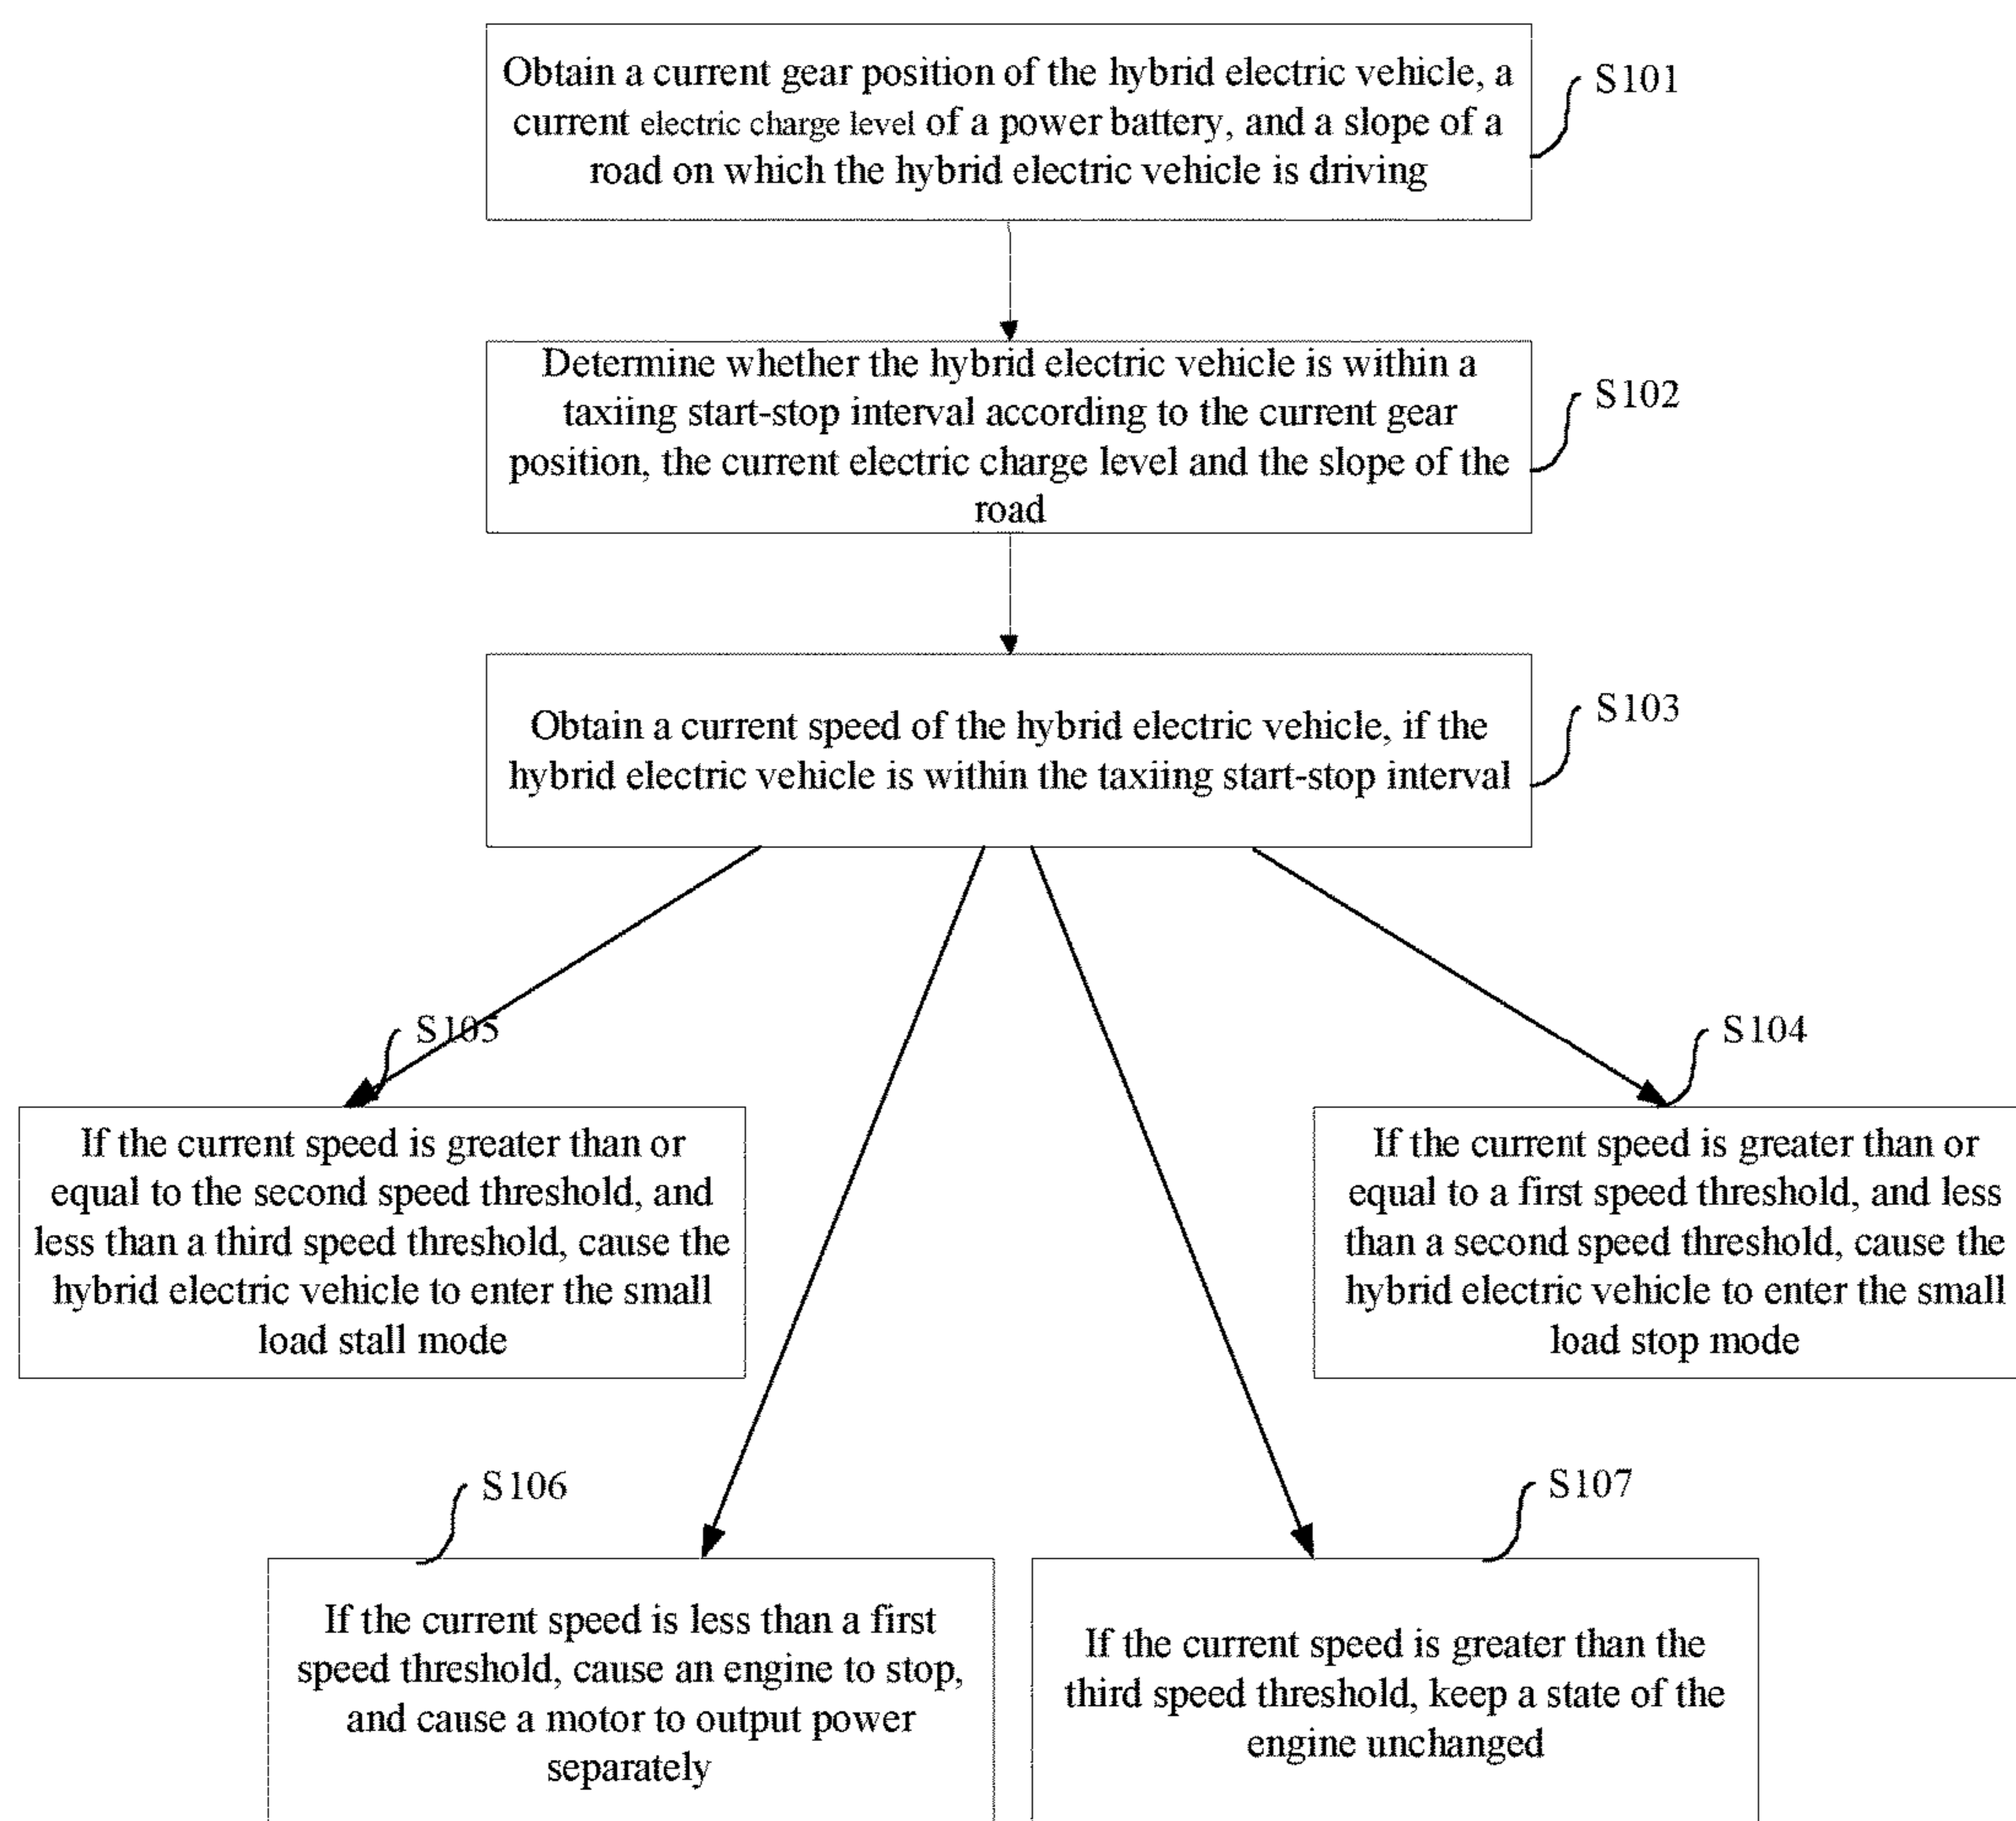 Obtain a current gear position of the hybrid electric vehicle, a
current electric charge level of a power battery, and a slope of a
road on which the hybrid electric vehicle is driving
S101
Determine whether the hybrid electric vehicle is within a
taxiing start-stop interval according to the current gear
position, the current electric charge level and the slope of the
road
S102
Obtain a current speed of the hybrid electric vehicle, if the
hybrid electric vehicle is within the taxiing start-stop interval
S103
S105
If the current speed is greater than or
equal to the second speed threshold, and
less than a third speed threshold, cause the
hybrid electric vehicle to enter the small
load stall mode
S104
If the current speed is greater than or
equal to a first speed threshold, and less
than a second speed threshold, cause the
hybrid electric vehicle to enter the small
load stop mode
S106
If the current speed is less than a first
speed threshold, cause an engine to stop,
and cause a motor to output power
separately
S107
If the current speed is greater than the
third speed threshold, keep a state of the
engine unchanged